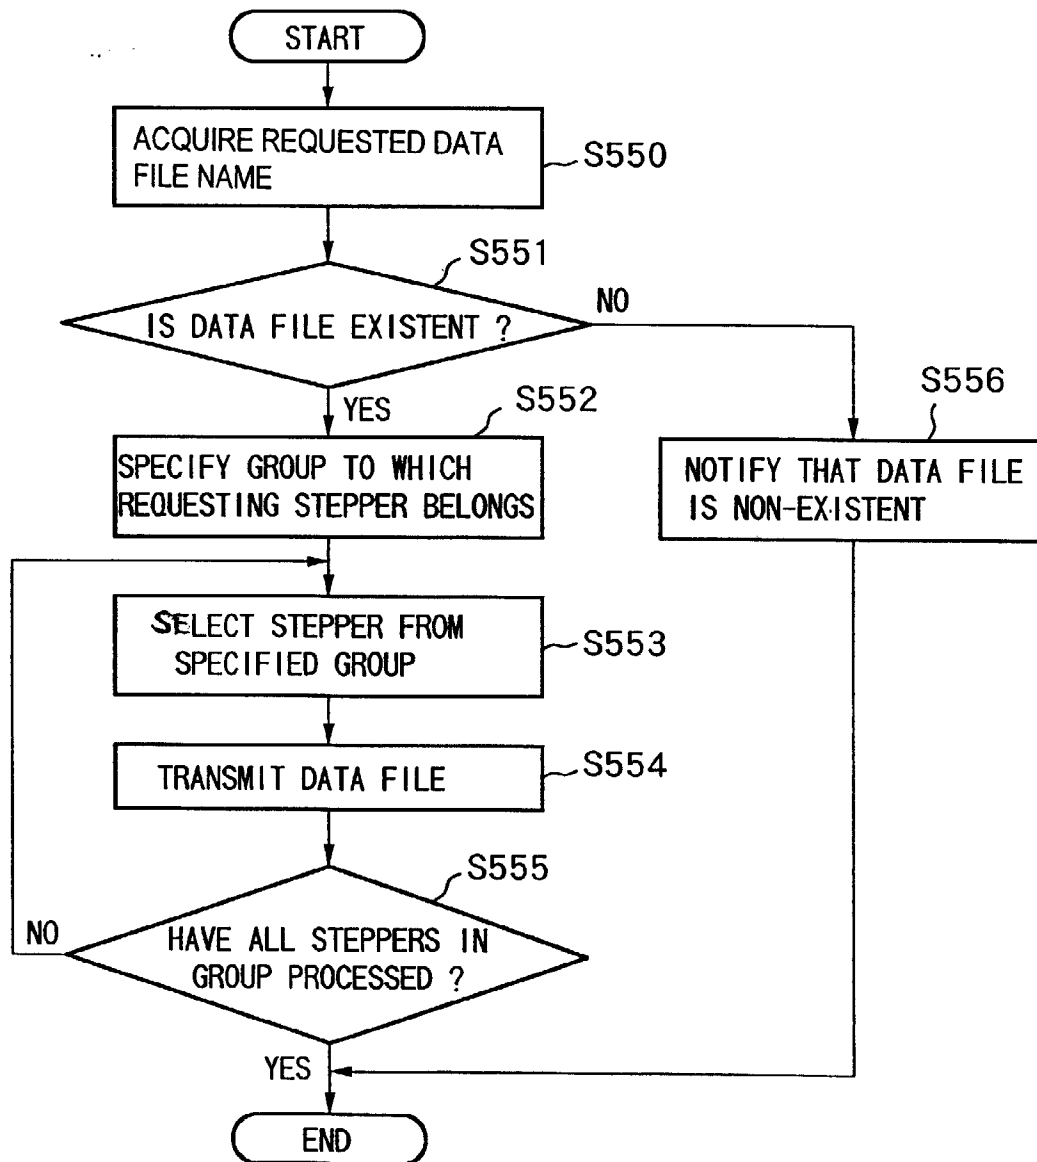 START
ACQUIRE REQUESTED DATA
FILE NAME
S550
S551
IS DATA FILE EXISTENT ?
NO
YES
S552
S556
SPECIFY GROUP TO WHICH
REQUESTING STEPPER BELONGS
NOTIFY THAT DATA FILE
IS NON-EXISTENT
SELECT STEPPER FROM
SPECIFIED GROUP
S553
TRANSMIT DATA FILE
S554
S555
NO
HAVE ALL STEPPERS IN
GROUP PROCESSED ?
YES
END